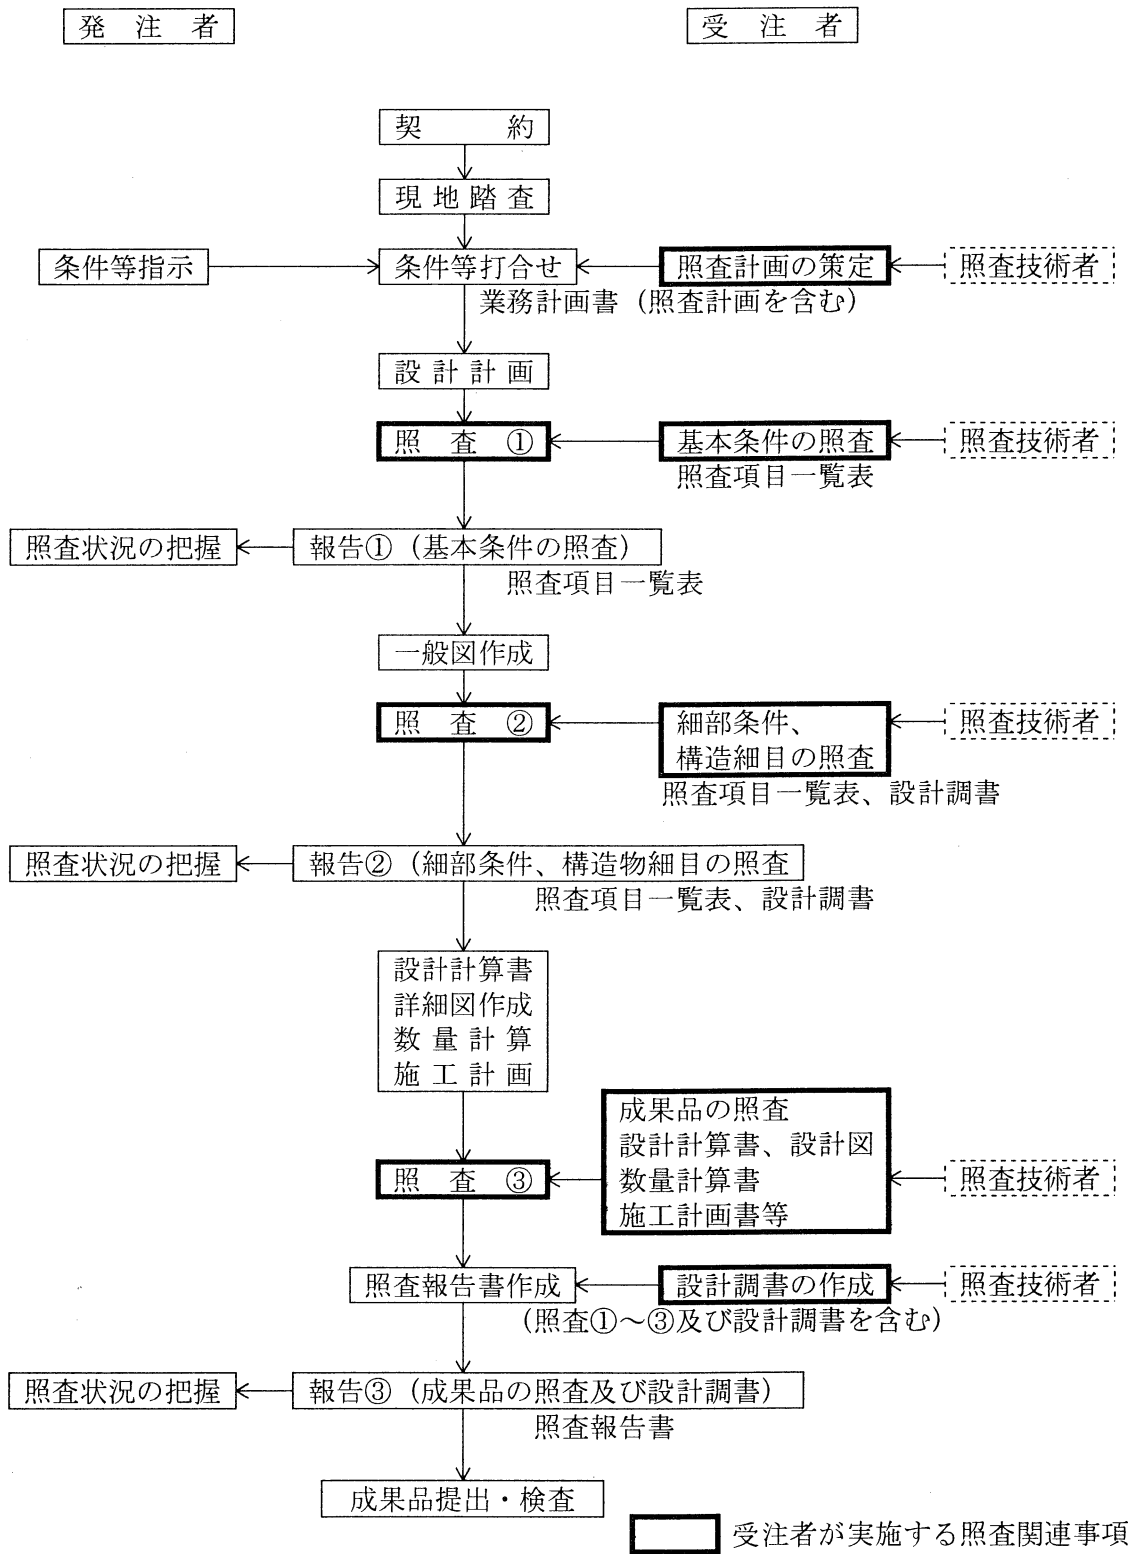 発　注　者
受　注　者
契　　　約
現 地 踏 査
条件等指示
条件等打合せ
照査計画の策定
照査技術者
業務計画書（照査計画を含む）
設 計 計 画
照　査　①
基本条件の照査
照査技術者
照査項目一覧表
照査状況の把握
報告①（基本条件の照査）
照査項目一覧表
一般図作成
照　査　②
細部条件、
構造細目の照査
照査技術者
照査項目一覧表、設計調書
照査状況の把握
報告②（細部条件、構造物細目の照査
照査項目一覧表、設計調書
設計計算書
詳細図作成
数 量 計 算
施 工 計 画
照　査　③
成果品の照査
設計計算書、設計図
数量計算書
施工計画書等
照査技術者
照査報告書作成
設計調書の作成
照査技術者
（照査①～③及び設計調書を含む）
照査状況の把握
報告③（成果品の照査及び設計調書）
照査報告書
成果品提出・検査
受注者が実施する照査関連事項